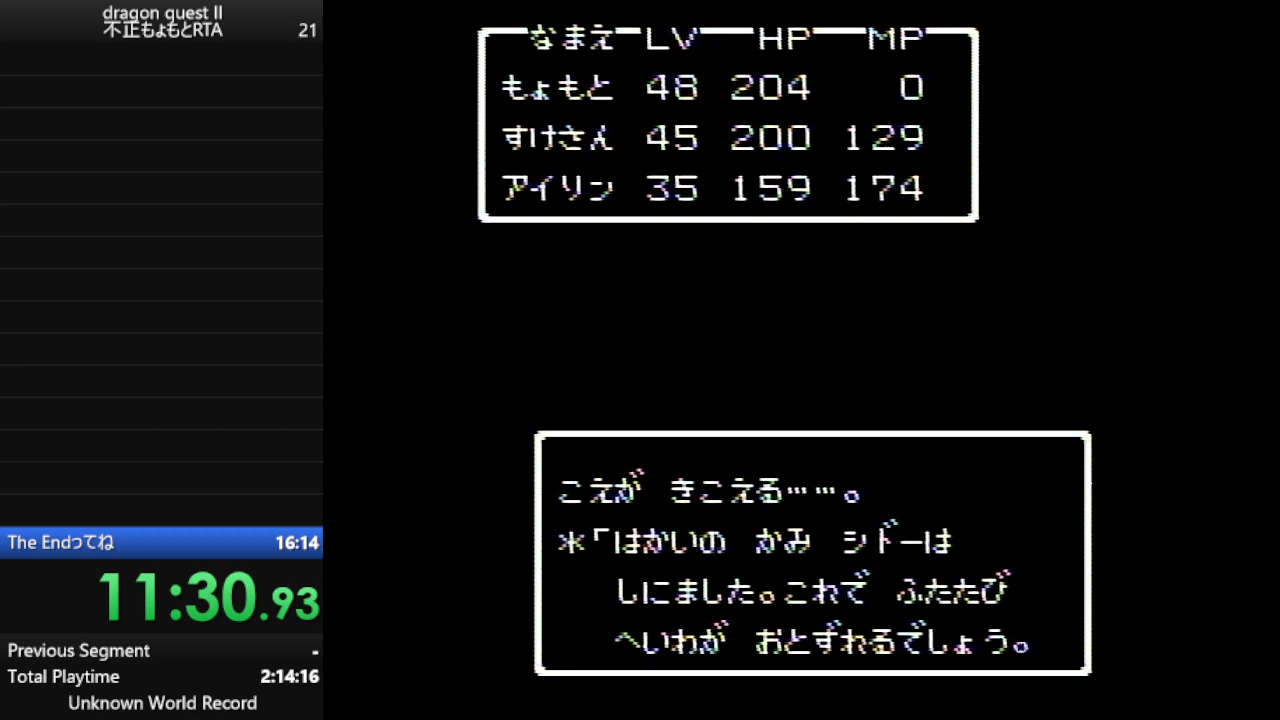 dragon quest II
不正もょもとRTA
21
The Endってね
16:14
11:30.93
Previous Segment
-
Total Playtime
2:14:16
Unknown World Record
なまえ LV HP MP
もょもと 48 204 0
すけさん 45 200 129
アイリン 35 159 174
こえが きこえる……。
*「はかいの かみ シドーは
しにました。これで ふたたび
へいわが おとずれるでしょう。